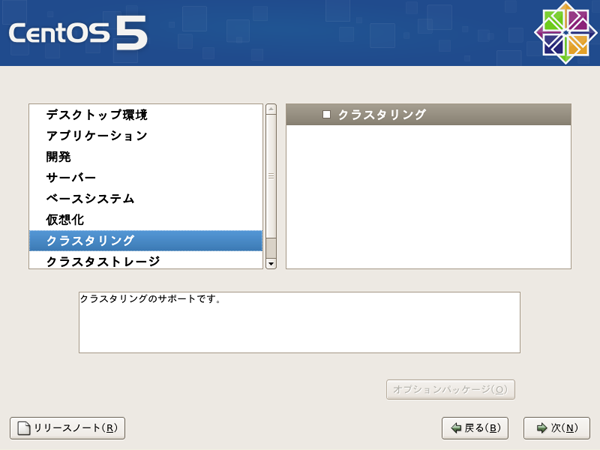 CentOS 5
デスクトップ環境
アプリケーション
開発
サーバー
ベースシステム
仮想化
クラスタリング
クラスタストレージ
クラスタリング
クラスタリングのサポートです。
オプションパッケージ(O)
リリースノート(R)
戻る(B)
次(N)